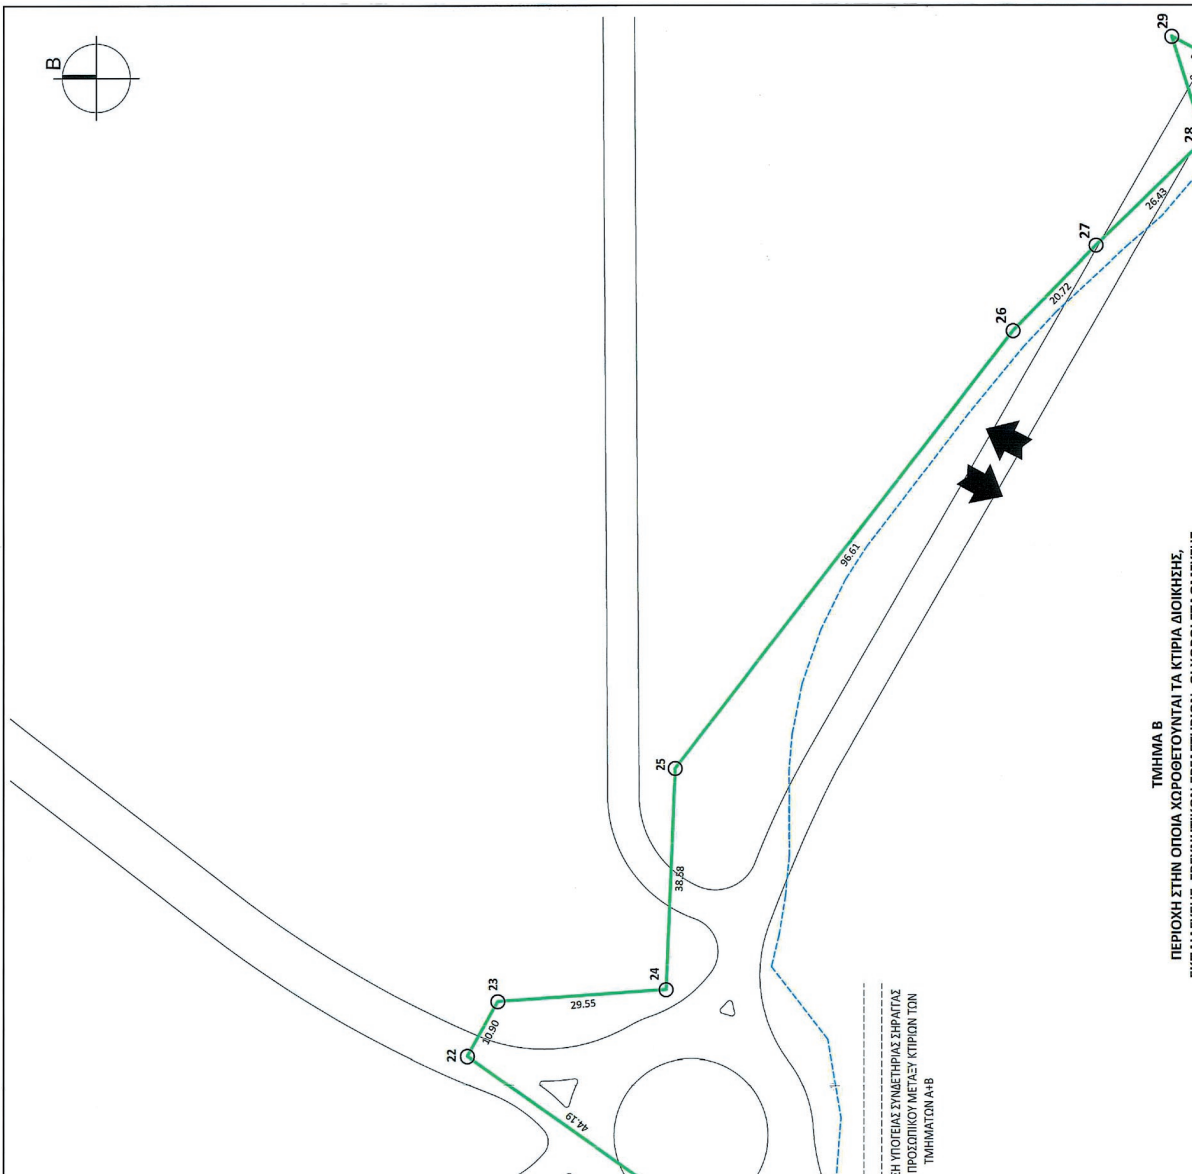 Β
29
28
26.43
27
20.72
26
96.61
25
38.58
24
29.55
23
10.90
22
44.19
ΤΜΗΜΑ Β
ΠΕΡΙΟΧΗ ΣΤΗΝ ΟΠΟΙΑ ΧΩΡΟΘΕΤΟΥΝΤΑΙ ΤΑ ΚΤΙΡΙΑ ΔΙΟΙΚΗΣΗΣ,
ΥΠΟΓΕΙΑΣ ΣΥΝΔΕΤΗΡΙΑΣ ΣΗΡΑΓΓΑΣ
ΠΡΟΣΩΠΙΚΟΥ ΜΕΤΑΞΥ ΚΤΙΡΙΩΝ ΤΩΝ
ΤΜΗΜΑΤΩΝ Α+Β